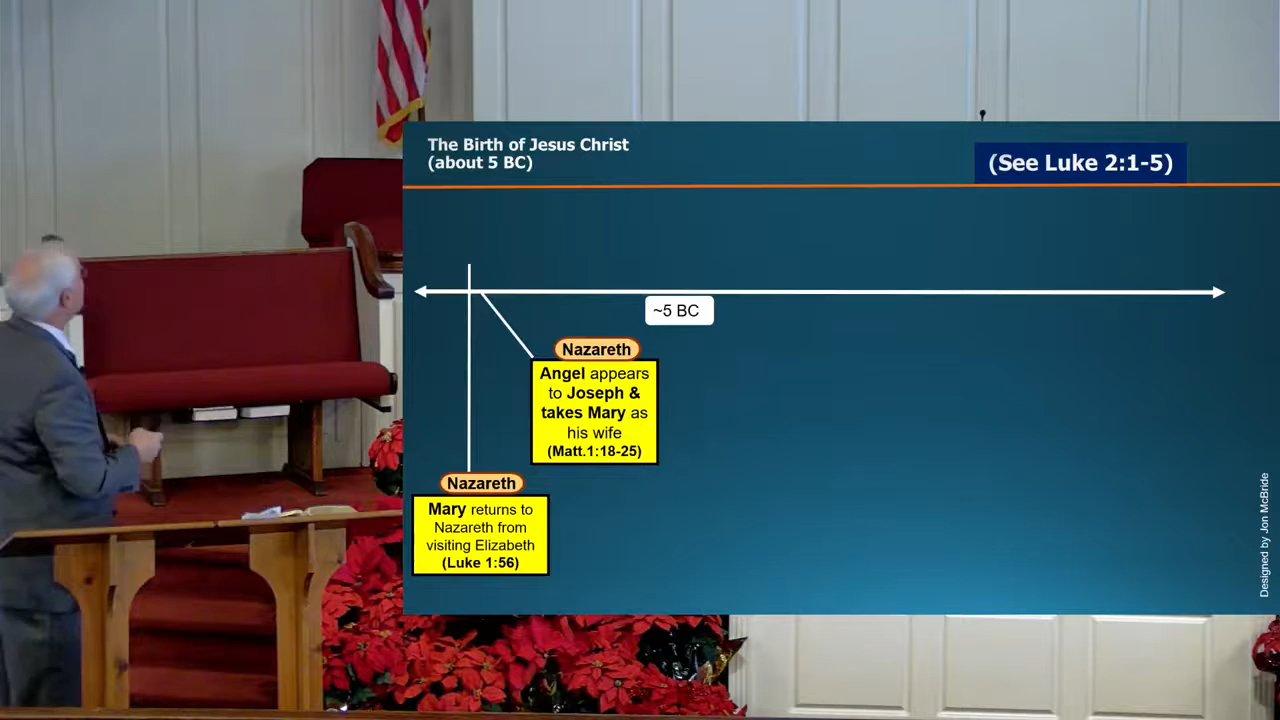 The Birth of Jesus Christ
(about 5 BC)
(See Luke 2:1-5)
~5 BC
Nazareth
Angel appears
to Joseph &
takes Mary as
his wife
(Matt.1:18-25)
Nazareth
Mary returns to
Nazareth from
visiting Elizabeth
(Luke 1:56)
Designed by Jon McBride